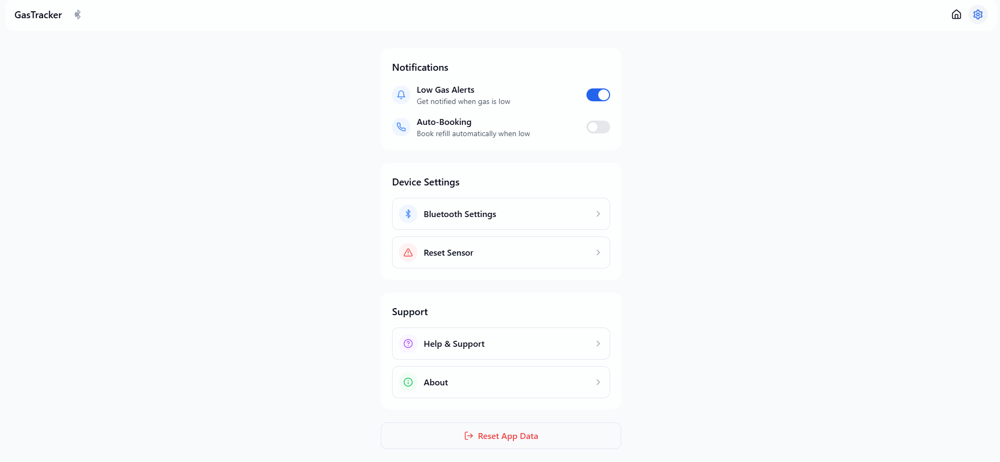 GasTracker
Notifications
Low Gas Alerts
Get notified when gas is low
Auto-Booking
Book refill automatically when low
Device Settings
Bluetooth Settings
Reset Sensor
Support
Help & Support
About
Reset App Data